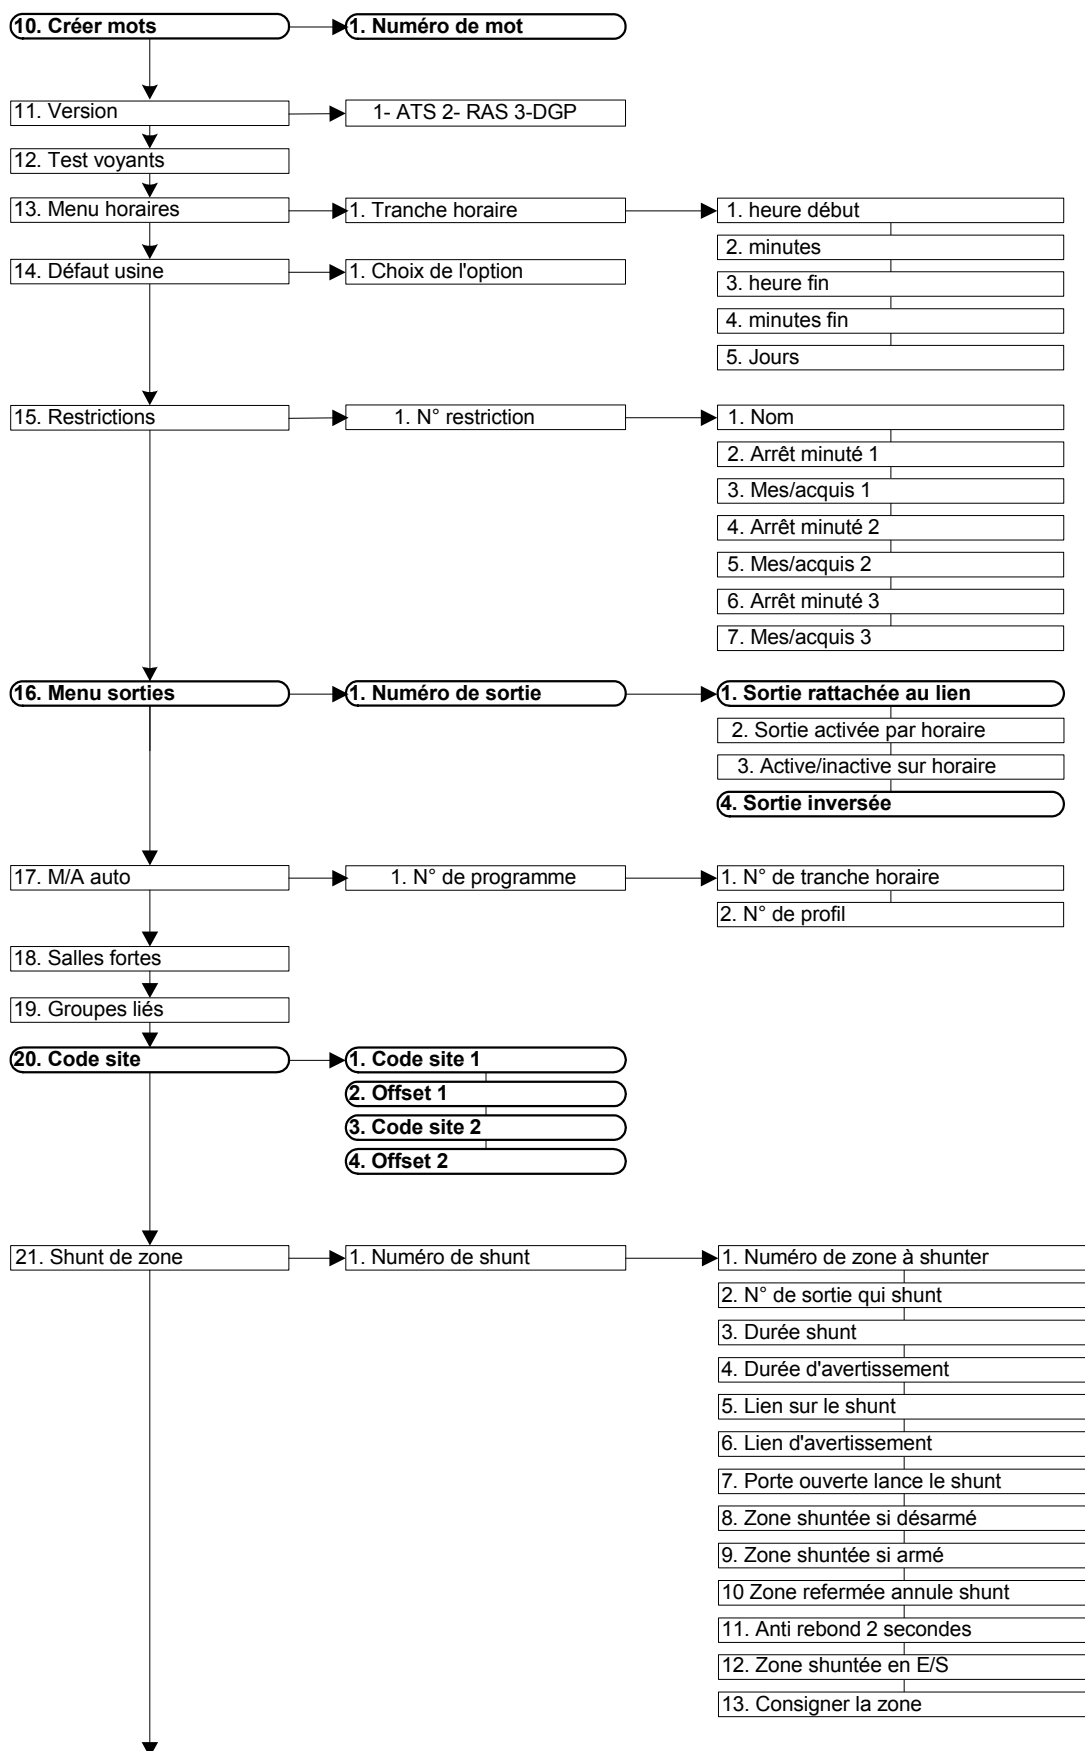 10. Créer mots
1. Numéro de mot
11. Version
1- ATS 2- RAS 3-DGP
12. Test voyants
13. Menu horaires
1. Tranche horaire
1. heure début
2. minutes
3. heure fin
4. minutes fin
5. Jours
14. Défaut usine
1. Choix de l'option
15. Restrictions
1. N° restriction
1. Nom
2. Arrêt minuté 1
3. Mes/acquis 1
4. Arrêt minuté 2
5. Mes/acquis 2
6. Arrêt minuté 3
7. Mes/acquis 3
16. Menu sorties
1. Numéro de sortie
1. Sortie rattachée au lien
2. Sortie activée par horaire
3. Active/inactive sur horaire
4. Sortie inversée
17. M/A auto
1. N° de programme
1. N° de tranche horaire
2. N° de profil
18. Salles fortes
19. Groupes liés
20. Code site
1. Code site 1
2. Offset 1
3. Code site 2
4. Offset 2
21. Shunt de zone
1. Numéro de shunt
1. Numéro de zone à shunter
2. N° de sortie qui shunt
3. Durée shunt
4. Durée d'avertissement
5. Lien sur le shunt
6. Lien d'avertissement
7. Porte ouverte lance le shunt
8. Zone shuntée si désarmé
9. Zone shuntée si armé
10 Zone refermée annule shunt
11. Anti rebond 2 secondes
12. Zone shuntée en E/S
13. Consigner la zone